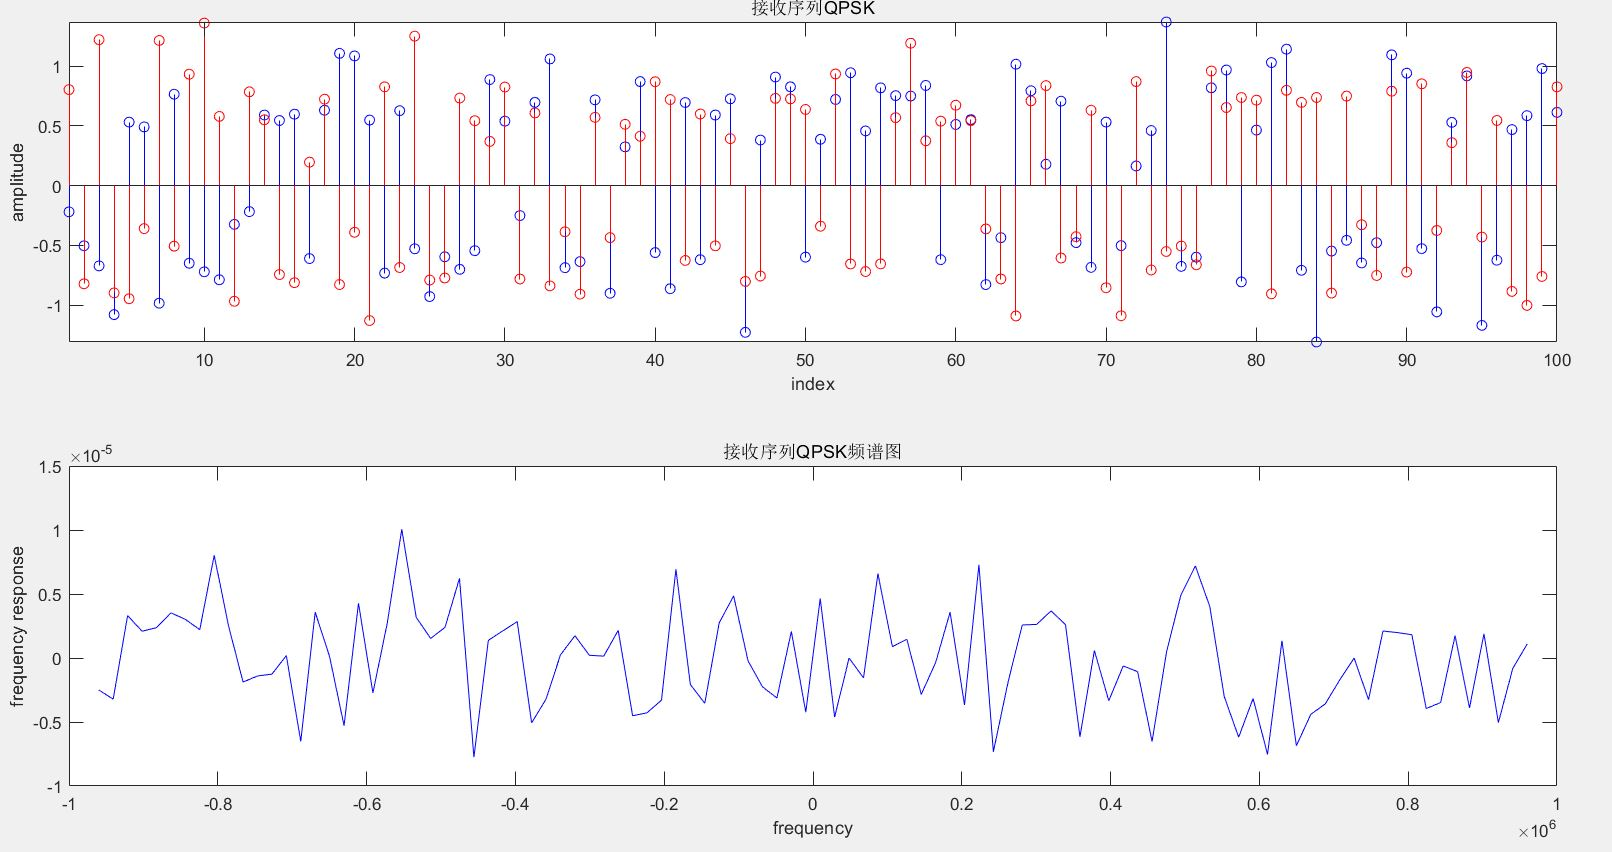 接收序列QPSK
1
0.5
0
-0.5
-1
amplitude
10 20 30 40 50 60 70 80 90 100
index
接收序列QPSK频谱图
×10-5
1.5
1
0.5
0
-0.5
-1
frequency response
-1 -0.8 -0.6 -0.4 -0.2 0 0.2 0.4 0.6 0.8 1
frequency
×106